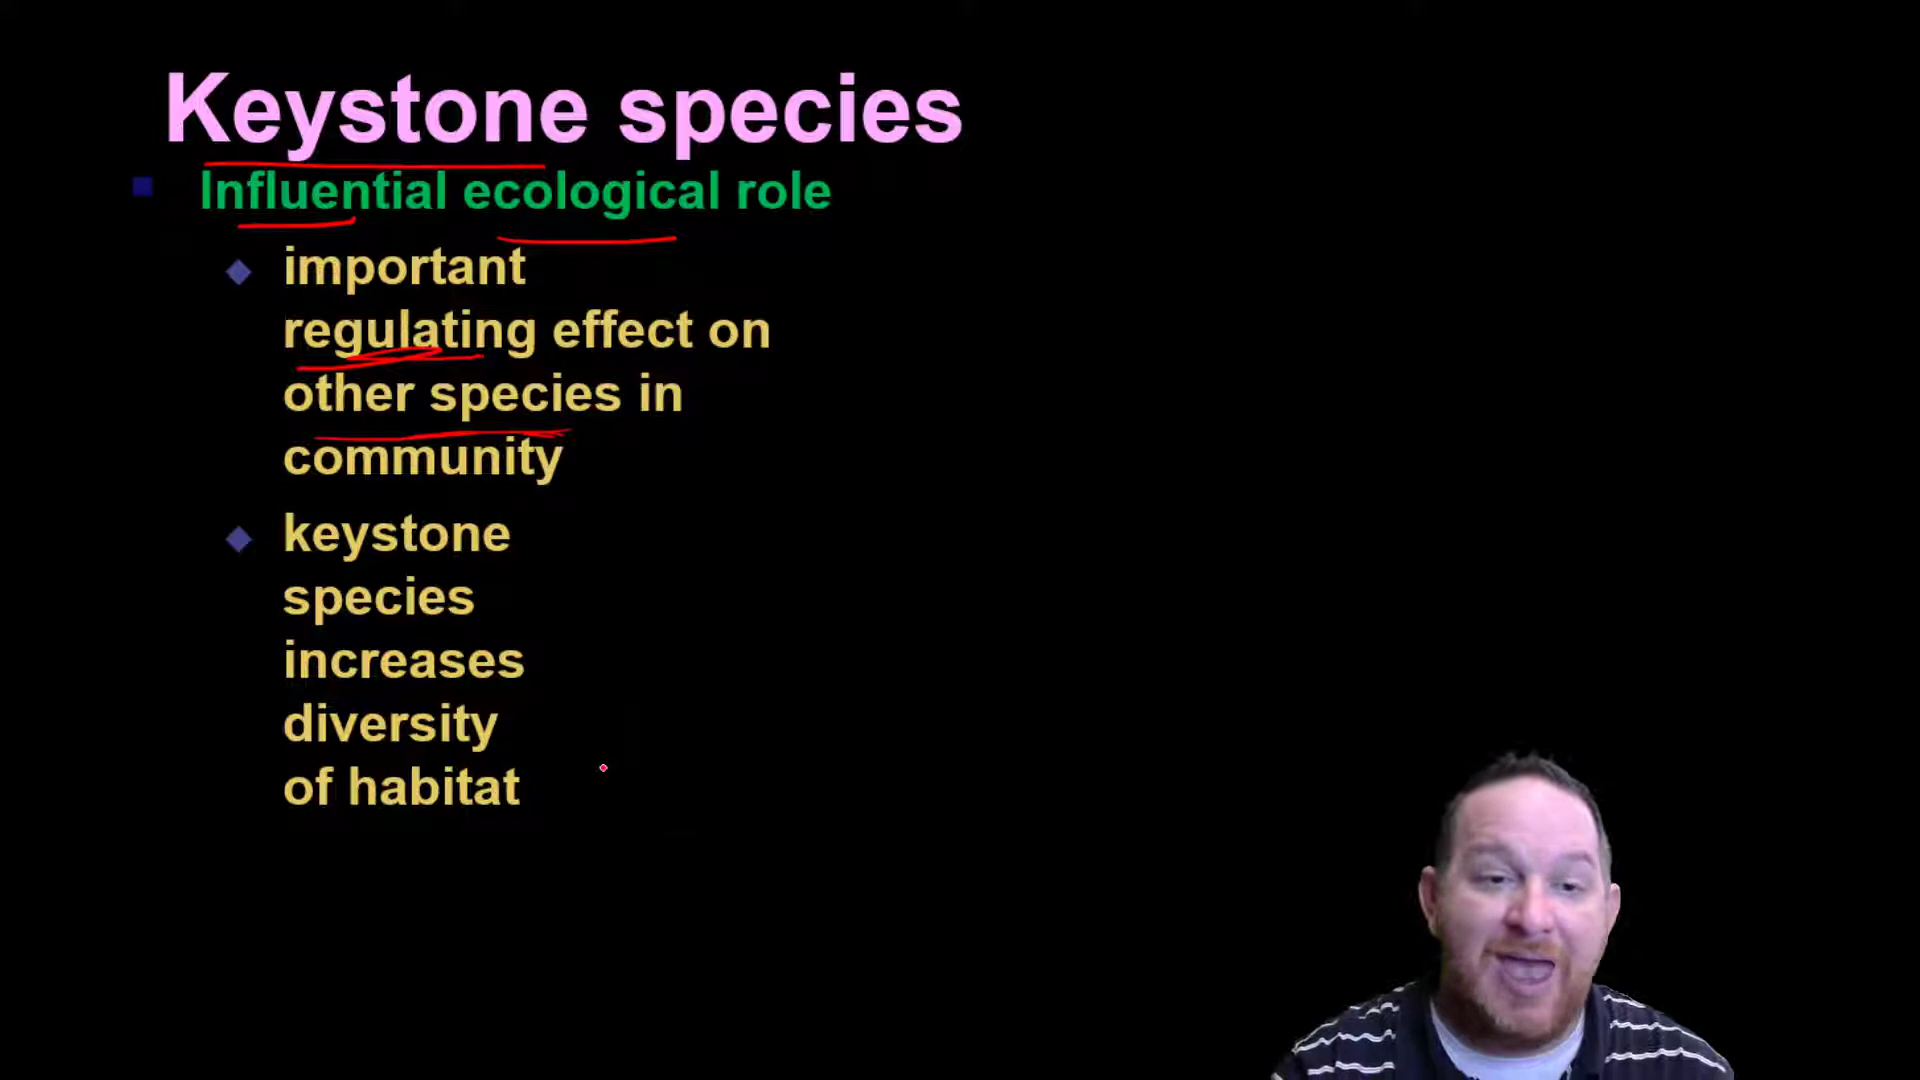 Keystone species
Influential ecological role
important
regulating effect on
other species in
community
keystone
species
increases
diversity
of habitat